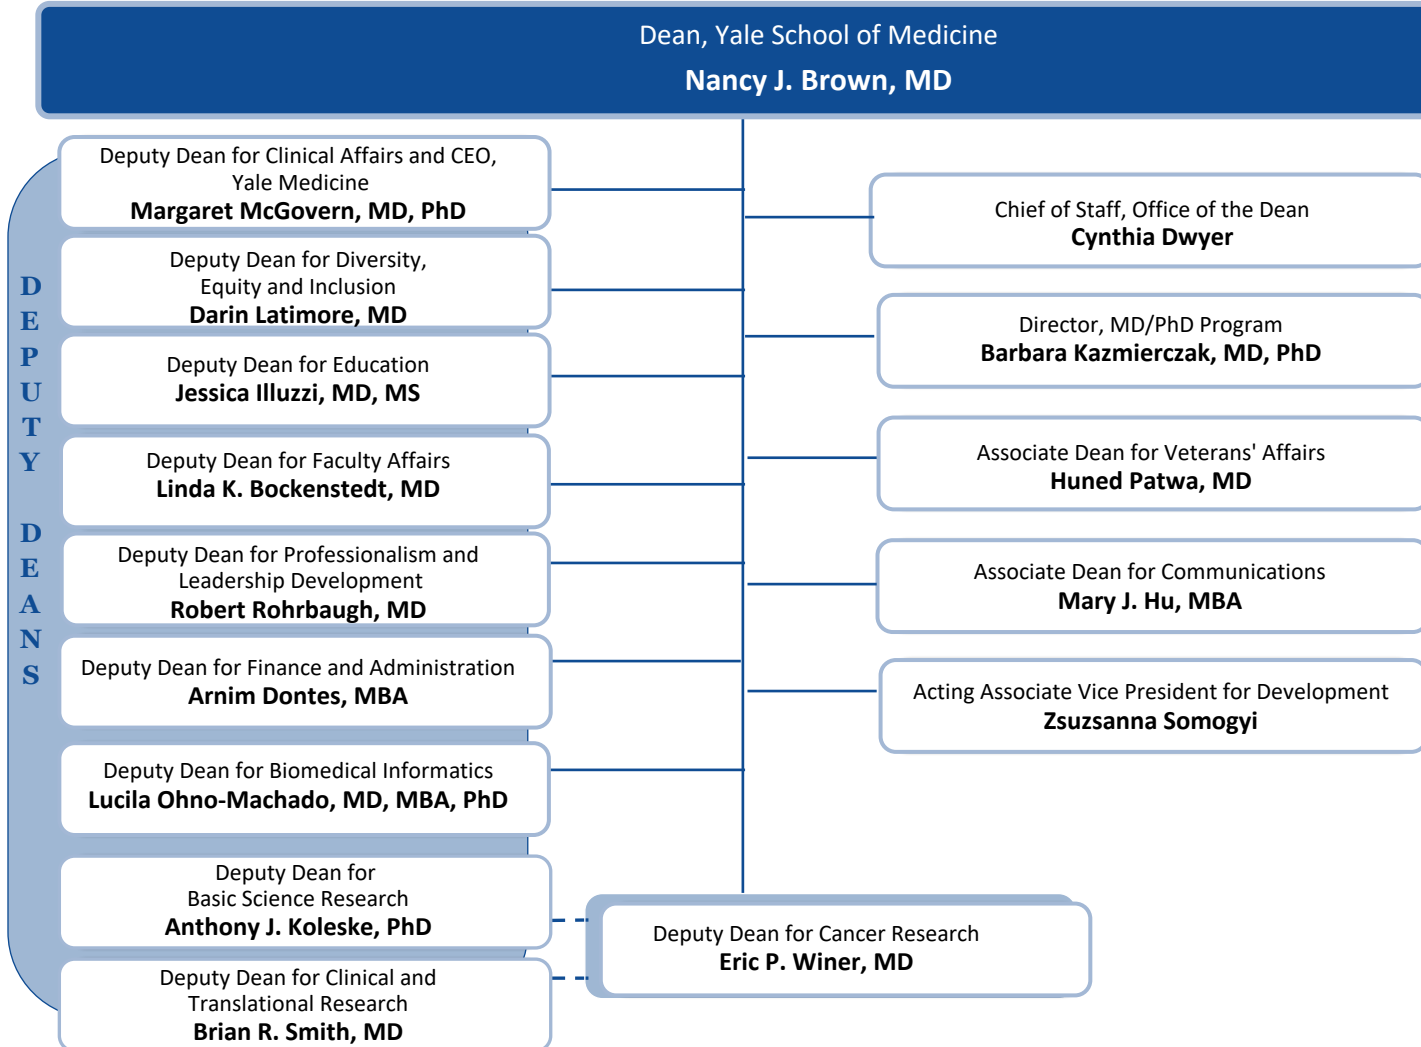 Dean, Yale School of Medicine
Nancy J. Brown, MD
DEPUTY DEANS
Deputy Dean for Clinical Affairs and CEO,
Yale Medicine
Margaret McGovern, MD, PhD
Deputy Dean for Diversity,
Equity and Inclusion
Darin Latimore, MD
Deputy Dean for Education
Jessica Illuzzi, MD, MS
Deputy Dean for Faculty Affairs
Linda K. Bockenstedt, MD
Deputy Dean for Professionalism and
Leadership Development
Robert Rohrbaugh, MD
Deputy Dean for Finance and Administration
Arnim Dontes, MBA
Deputy Dean for Biomedical Informatics
Lucila Ohno-Machado, MD, MBA, PhD
Deputy Dean for
Basic Science Research
Anthony J. Koleske, PhD
Deputy Dean for Clinical and
Translational Research
Brian R. Smith, MD
Chief of Staff, Office of the Dean
Cynthia Dwyer
Director, MD/PhD Program
Barbara Kazmierczak, MD, PhD
Associate Dean for Veterans' Affairs
Huned Patwa, MD
Associate Dean for Communications
Mary J. Hu, MBA
Acting Associate Vice President for Development
Zsuzsanna Somogyi
Deputy Dean for Cancer Research
Eric P. Winer, MD